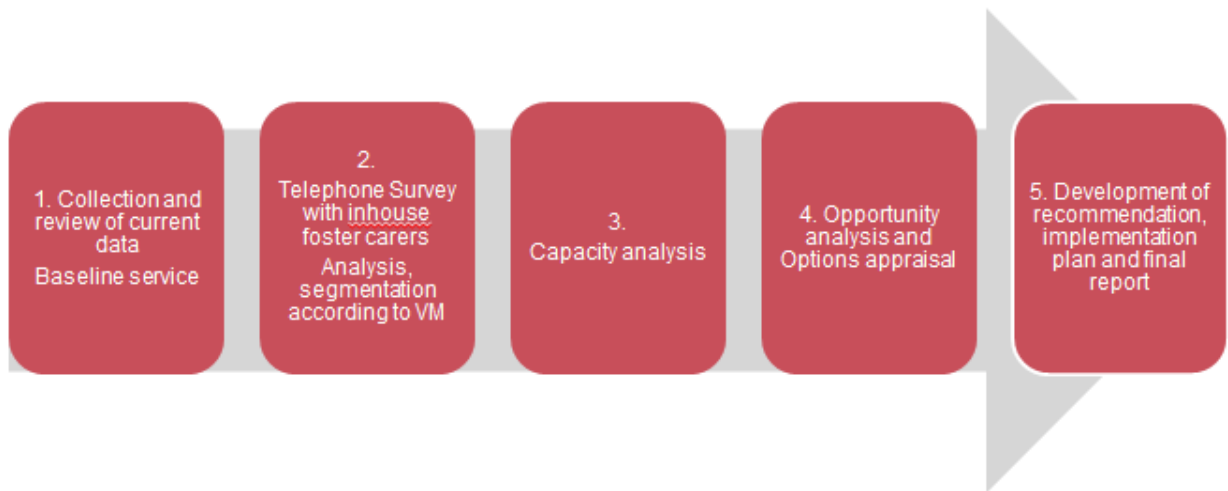 1. Collection and
review of current
data
Baseline service
2.
Telephone Survey
with inhouse
foster carers
Analysis,
segmentation
according to VM
3.
Capacity analysis
4. Opportunity
analysis and
Options appraisal
5. Development of
recommendation,
implementation
plan and final
report